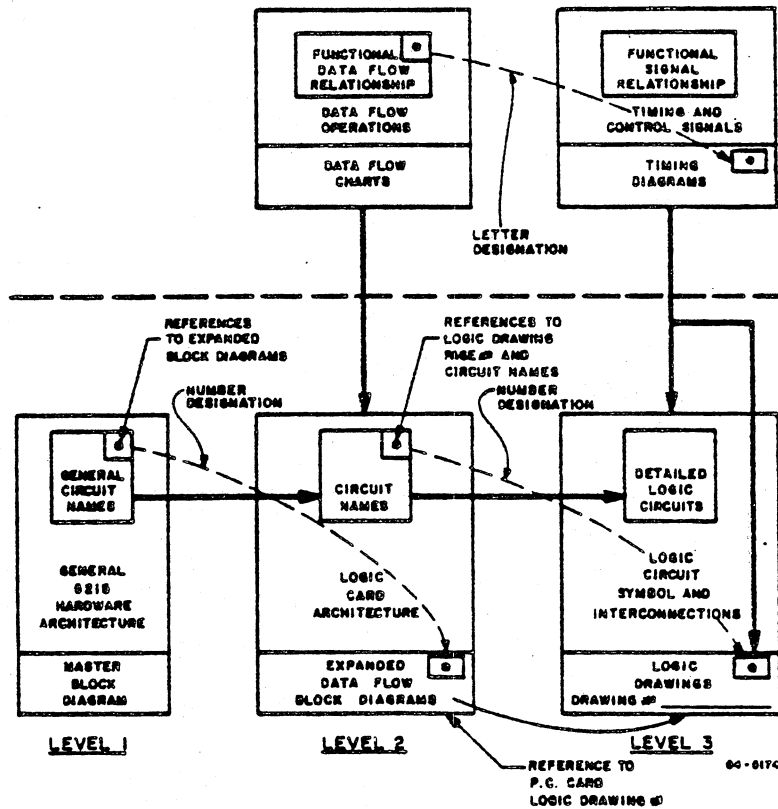 FUNCTIONAL
DATA FLOW
RELATIONSHIP
DATA FLOW
OPERATIONS
DATA FLOW
CHARTS
FUNCTIONAL
SIGNAL
RELATIONSHIP
TIMING AND
CONTROL SIGNALS
TIMING
DIAGRAMS
LETTER
DESIGNATION
REFERENCES
TO EXPANDED
BLOCK DIAGRAMS
NUMBER
DESIGNATION
REFERENCES TO
LOGIC DRAWING
PAGE # AND
CIRCUIT NAMES
NUMBER
DESIGNATION
GENERAL
CIRCUIT
NAMES
GENERAL
HARDWARE
ARCHITECTURE
MASTER
BLOCK
DIAGRAM
LEVEL 1
CIRCUIT
NAMES
LOGIC
CARD
ARCHITECTURE
EXPANDED
DATA FLOW
BLOCK DIAGRAMS
LEVEL 2
DETAILED
LOGIC
CIRCUITS
LOGIC
CIRCUIT
SYMBOL AND
INTERCONNECTIONS
LOGIC
DRAWINGS
DRAWING #
LEVEL 3
REFERENCE TO
P.C. CARD
LOGIC DRAWING #